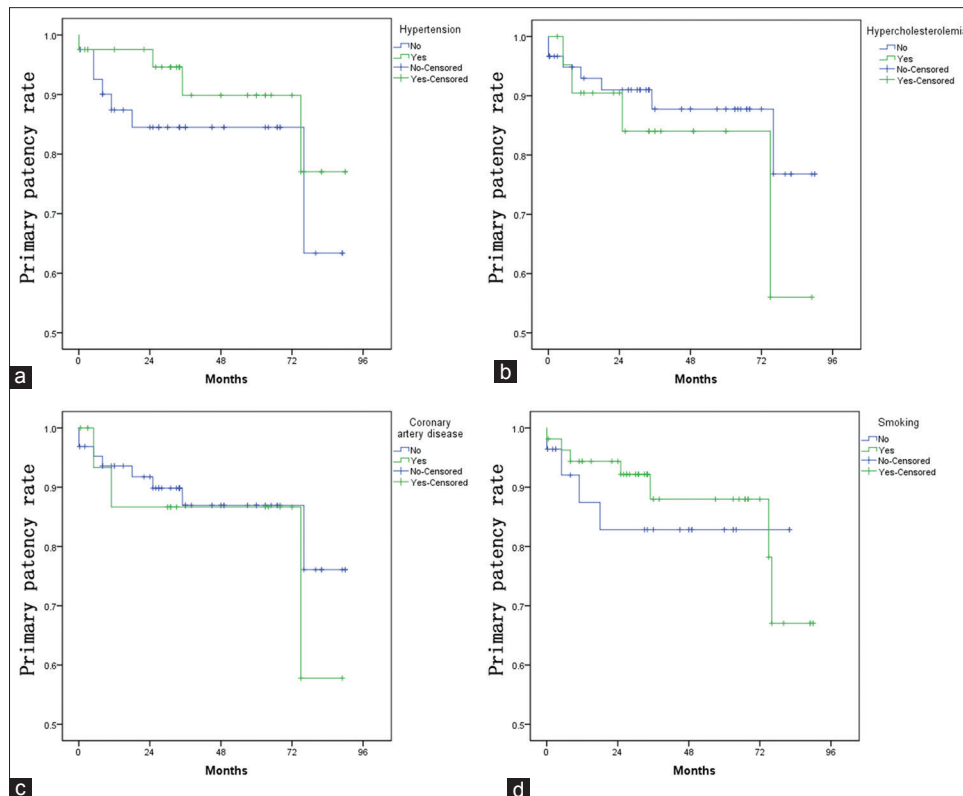 Hypertension
No
Yes
No-Censored
Yes-Censored
1.0
0.9
0.8
0.7
0.6
0.5
Primary patency rate
0 24 48 72 96
Months
a
Hypercholesterolemia
No
Yes
No-Censored
Yes-Censored
1.0
0.9
0.8
0.7
0.6
0.5
Primary patency rate
0 24 48 72 96
Months
b
Coronary
artery disease
No
Yes
No-Censored
Yes-Censored
1.0
0.9
0.8
0.7
0.6
0.5
Primary patency rate
0 24 48 72 96
Months
c
Smoking
No
Yes
No-Censored
Yes-Censored
1.0
0.9
0.8
0.7
0.6
0.5
Primary patency rate
0 24 48 72 96
Months
d